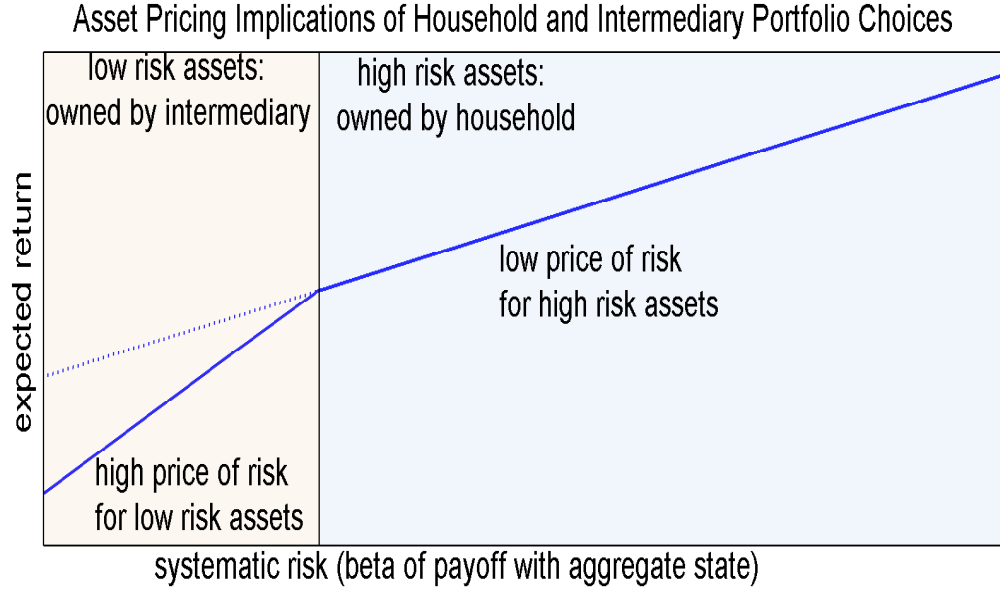 Asset Pricing Implications of Household and Intermediary Portfolio Choices
low risk assets:
owned by intermediary
high risk assets:
owned by household
expected return
low price of risk
for high risk assets
high price of risk
for low risk assets
systematic risk (beta of payoff with aggregate state)